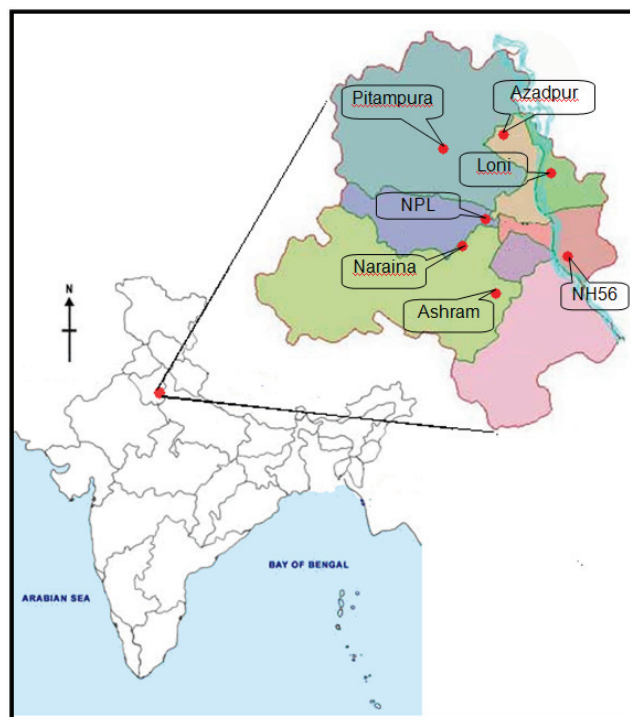 Pitampura
Azadpur
Loni
NPL
Naraina
Ashram
NH56
N
BAY OF BENGAL
ARABIAN SEA